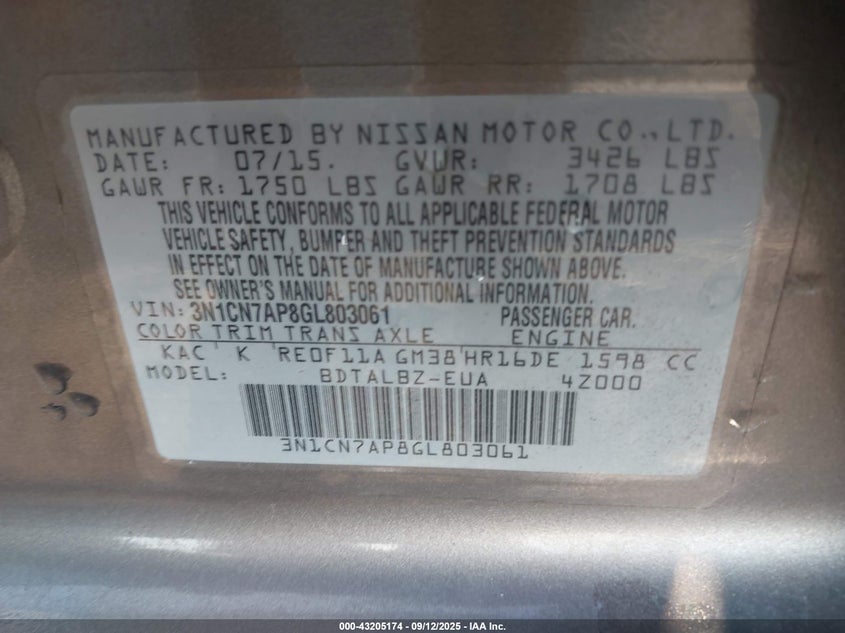 MANUFACTURED BY NISSAN MOTOR CO.,LTD.
DATE: 07/15. GVWR: 3426 LBS
GAWR FR: 1750 LBS GAWR RR: 1708 LBS
THIS VEHICLE CONFORMS TO ALL APPLICABLE FEDERAL MOTOR
VEHICLE SAFETY, BUMPER AND THEFT PREVENTION STANDARDS
IN EFFECT ON THE DATE OF MANUFACTURE SHOWN ABOVE.
SEE OWNER'S MANUAL FOR ADDITIONAL INFORMATION.
VIN: 3N1CN7AP8GL803061 PASSENGER CAR.
COLOR TRIM TRANS AXLE ENGINE
KAC K RE0F11A GM38 HR16DE 1598 CC
MODEL: BDTALBZ-EUA 4Z000
3N1CN7AP8GL803061
000-43205174 - 09/12/2025 - IAA Inc.